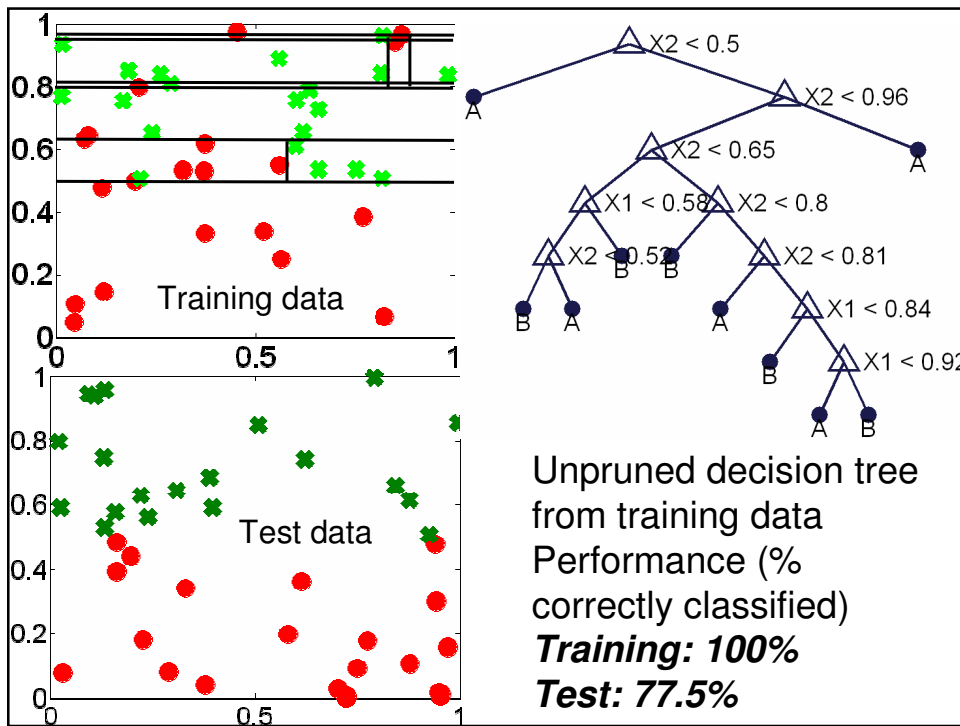 1
0.8
0.6
0.4
0.2
0
0
0.5
1
Training data
1
0.8
0.6
0.4
0.2
0
0
0.5
1
Test data
X2 < 0.5
A
X2 < 0.96
X2 < 0.65
A
X1 < 0.58
X2 < 0.8
X2 < 0.52
B
B
X2 < 0.81
B
A
A
X1 < 0.84
B
X1 < 0.92
A
B
Unpruned decision tree
from training data
Performance (%
correctly classified)
Training: 100%
Test: 77.5%